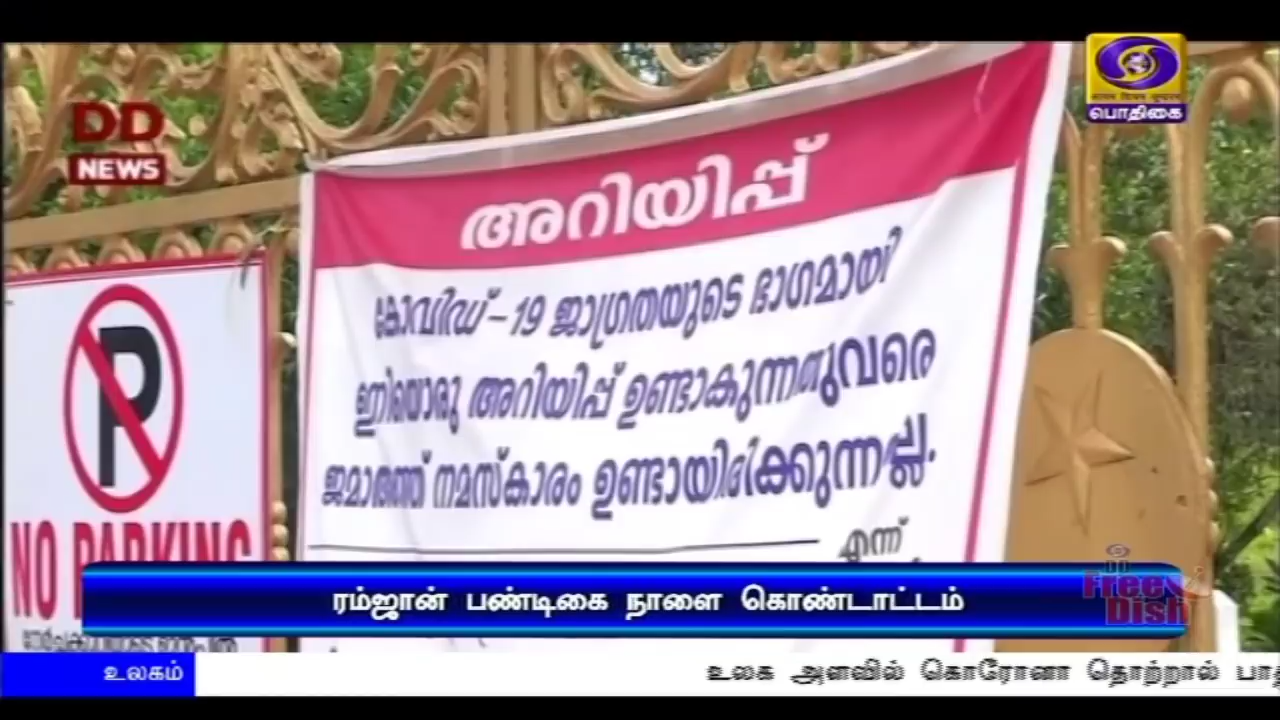 DD
NEWS
பொதிகை
അറിയിപ്പ്
കോവിഡ്-19 ജാഗ്രതയുടെ ഭാഗമായി
ഇനിയൊരു അറിയിപ്പ് ഉണ്ടാകുന്നതുവരെ
ജമാഅത്ത് നമസ്കാരം ഉണ്ടായിരിക്കുന്നതല്ല.
എന്ന്
P
NO PARKING
ரம்ஜான் பண்டிகை நாளை கொண்டாட்டம்
DD
Free
Dish
உலகம்
உலக அளவில் கொரோனா தொற்றால்